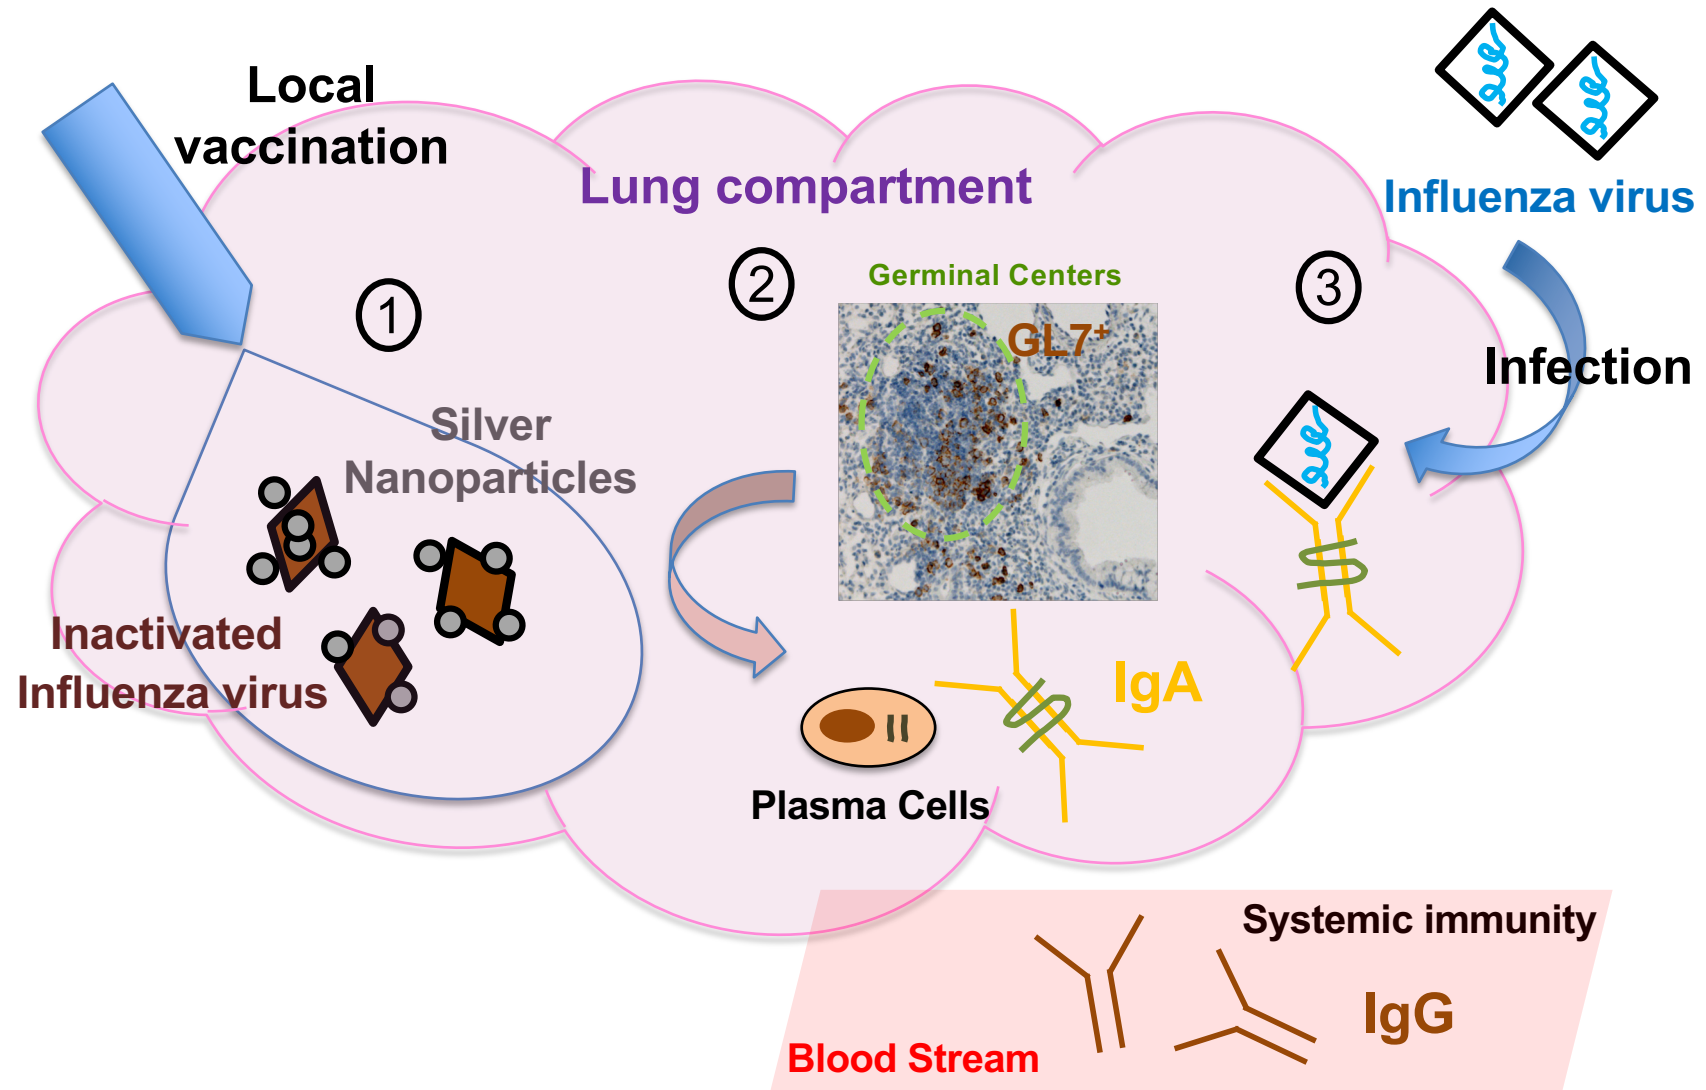 Local
vaccination
Lung compartment
Influenza virus
1
2
3
Germinal Centers
GL7⁺
Infection
Silver
Nanoparticles
Inactivated
Influenza virus
IgA
Plasma Cells
Systemic immunity
IgG
Blood Stream